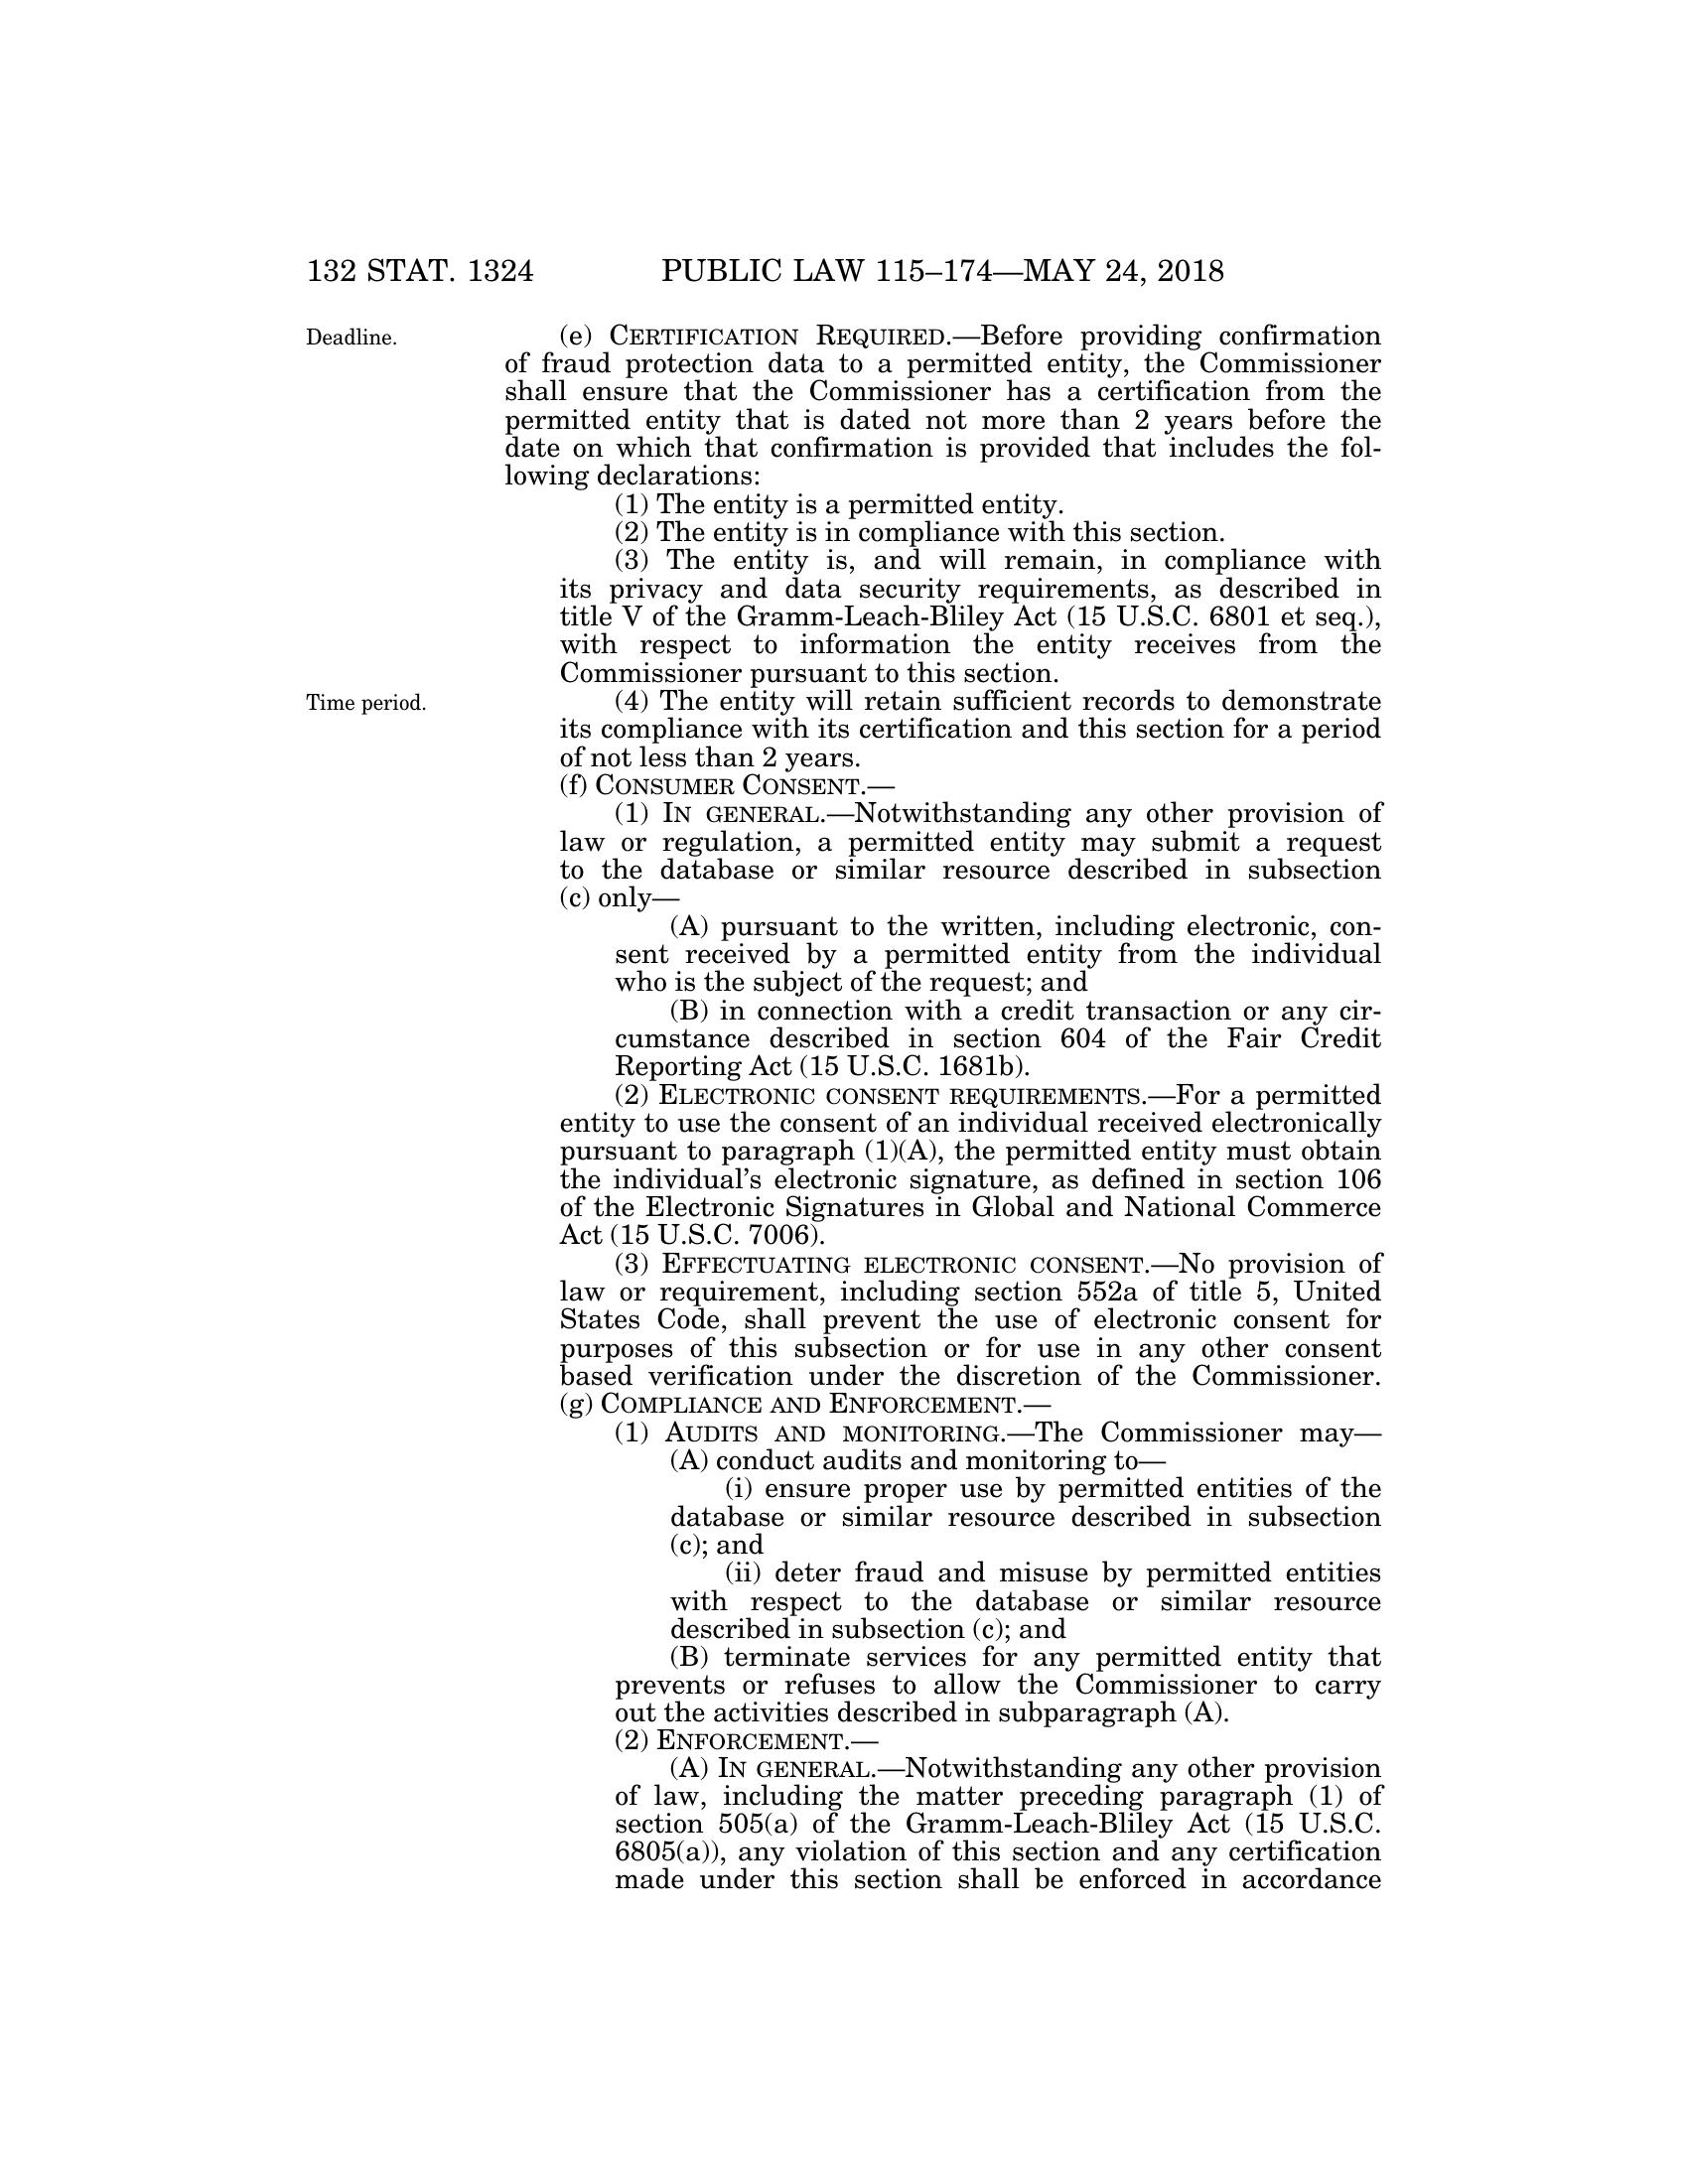 132 STAT. 1324 PUBLIC LAW 115–174—MAY 24, 2018
Deadline.
(e) CERTIFICATION REQUIRED.—Before providing confirmation
of fraud protection data to a permitted entity, the Commissioner
shall ensure that the Commissioner has a certification from the
permitted entity that is dated not more than 2 years before the
date on which that confirmation is provided that includes the fol-
lowing declarations:
(1) The entity is a permitted entity.
(2) The entity is in compliance with this section.
(3) The entity is, and will remain, in compliance with
its privacy and data security requirements, as described in
title V of the Gramm-Leach-Bliley Act (15 U.S.C. 6801 et seq.),
with respect to information the entity receives from the
Commissioner pursuant to this section.
Time period.
(4) The entity will retain sufficient records to demonstrate
its compliance with its certification and this section for a period
of not less than 2 years.
(f) CONSUMER CONSENT.—
(1) IN GENERAL.—Notwithstanding any other provision of
law or regulation, a permitted entity may submit a request
to the database or similar resource described in subsection
(c) only—
(A) pursuant to the written, including electronic, con-
sent received by a permitted entity from the individual
who is the subject of the request; and
(B) in connection with a credit transaction or any cir-
cumstance described in section 604 of the Fair Credit
Reporting Act (15 U.S.C. 1681b).
(2) ELECTRONIC CONSENT REQUIREMENTS.—For a permitted
entity to use the consent of an individual received electronically
pursuant to paragraph (1)(A), the permitted entity must obtain
the individual’s electronic signature, as defined in section 106
of the Electronic Signatures in Global and National Commerce
Act (15 U.S.C. 7006).
(3) EFFECTUATING ELECTRONIC CONSENT.—No provision of
law or requirement, including section 552a of title 5, United
States Code, shall prevent the use of electronic consent for
purposes of this subsection or for use in any other consent
based verification under the discretion of the Commissioner.
(g) COMPLIANCE AND ENFORCEMENT.—
(1) AUDITS AND MONITORING.—The Commissioner may—
(A) conduct audits and monitoring to—
(i) ensure proper use by permitted entities of the
database or similar resource described in subsection
(c); and
(ii) deter fraud and misuse by permitted entities
with respect to the database or similar resource
described in subsection (c); and
(B) terminate services for any permitted entity that
prevents or refuses to allow the Commissioner to carry
out the activities described in subparagraph (A).
(2) ENFORCEMENT.—
(A) IN GENERAL.—Notwithstanding any other provision
of law, including the matter preceding paragraph (1) of
section 505(a) of the Gramm-Leach-Bliley Act (15 U.S.C.
6805(a)), any violation of this section and any certification
made under this section shall be enforced in accordance